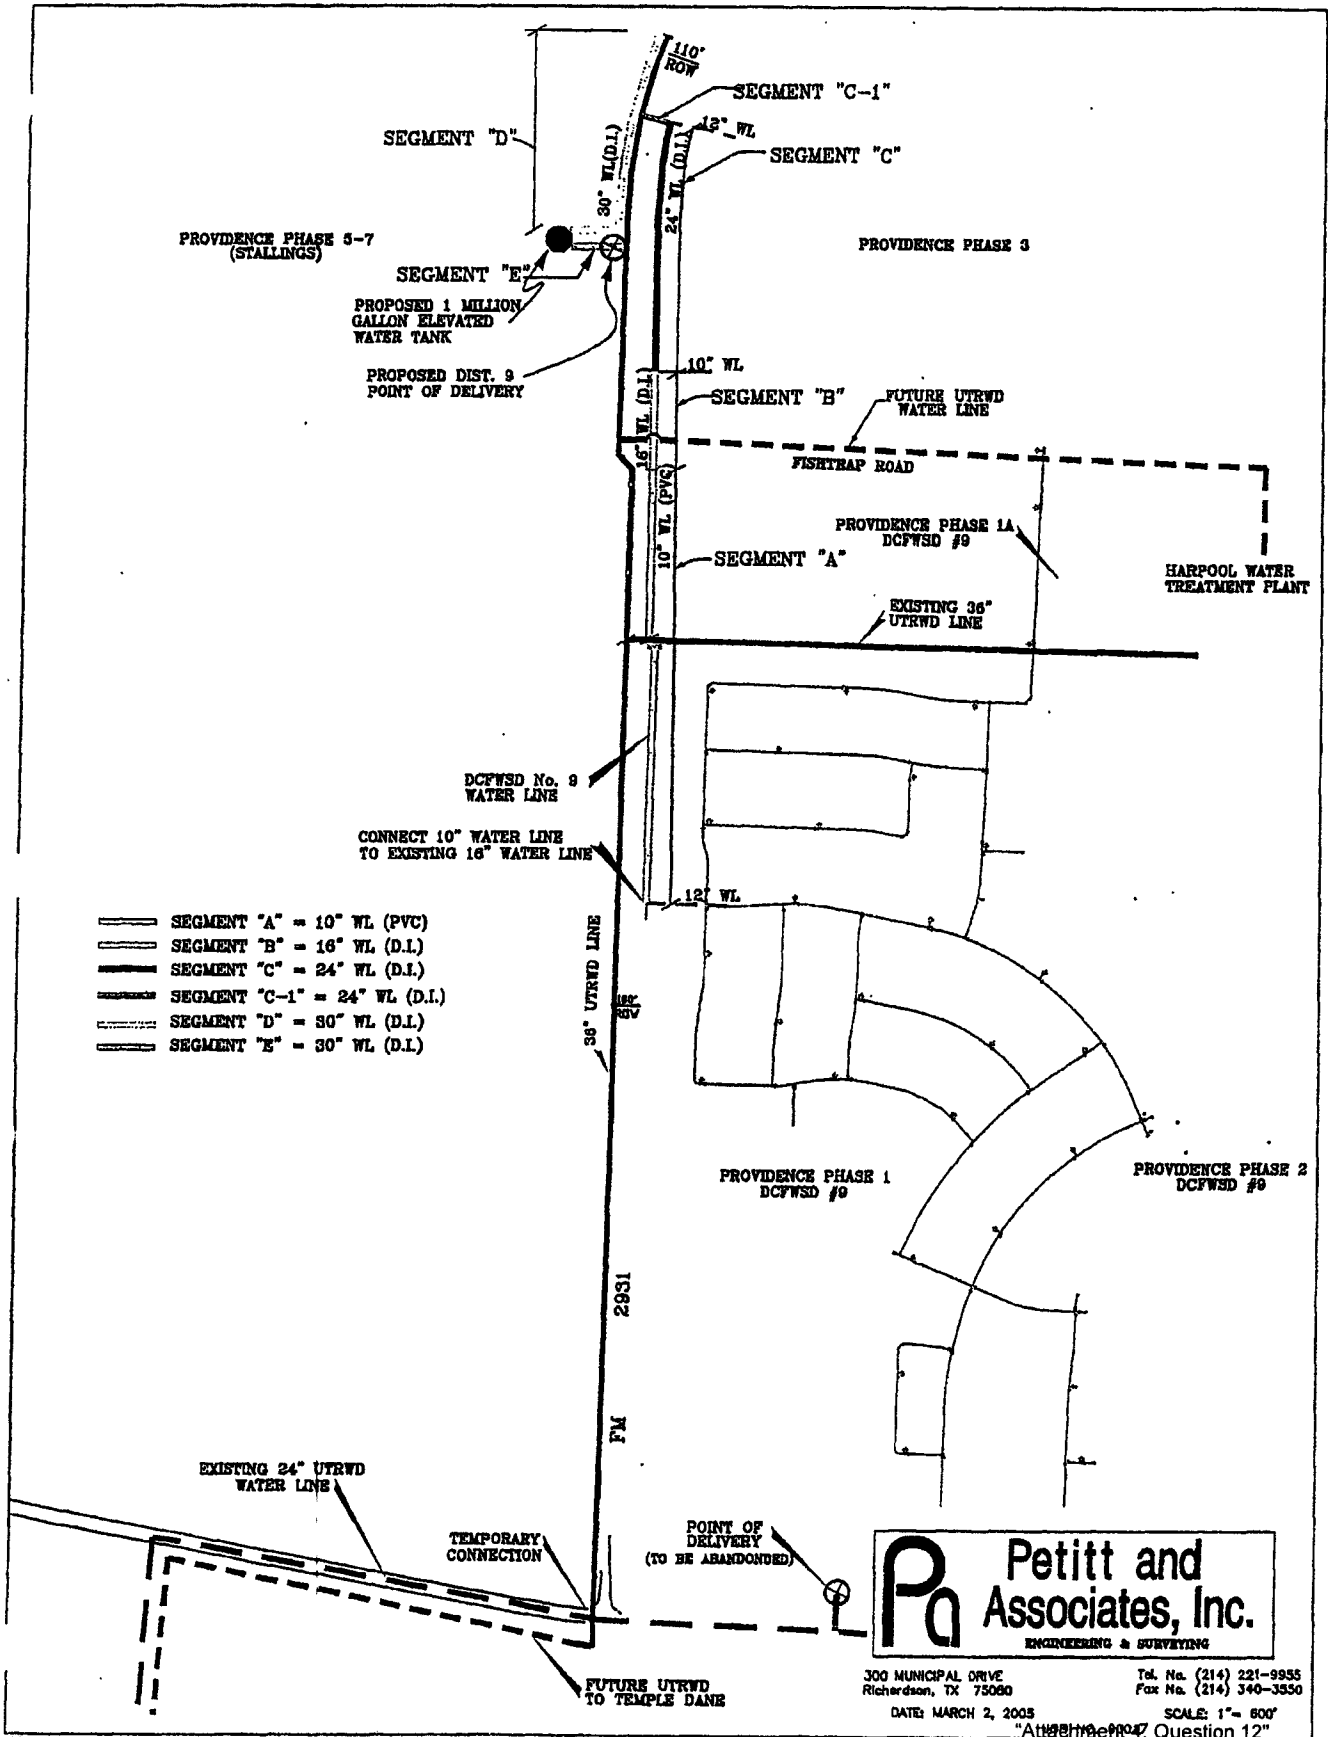 110'
ROW
SEGMENT "C-1"
12" WL
SEGMENT "D"
SEGMENT "C"
30" WL(D.I.)
24" WL (D.I.)
PROVIDENCE PHASE 5-7
(STALLINGS)
PROVIDENCE PHASE 3
SEGMENT "E"
PROPOSED 1 MILLION
GALLON ELEVATED
WATER TANK
PROPOSED DIST. 9
POINT OF DELIVERY
10" WL
SEGMENT "B"
16" WL (D.I.)
FUTURE UTRWD
WATER LINE
FISHTRAP ROAD
10" WL (PVC)
PROVIDENCE PHASE 1A
DCFWSD #9
SEGMENT "A"
HARPOOL WATER
TREATMENT PLANT
EXISTING 36"
UTRWD LINE
DCFWSD No. 9
WATER LINE
CONNECT 10" WATER LINE
TO EXISTING 16" WATER LINE
12" WL
SEGMENT "A" = 10" WL (PVC)
SEGMENT "B" = 16" WL (D.I.)
SEGMENT "C" = 24" WL (D.I.)
SEGMENT "C-1" = 24" WL (D.I.)
SEGMENT "D" = 30" WL (D.I.)
SEGMENT "E" = 30" WL (D.I.)
36" UTRWD LINE
ROW
PROVIDENCE PHASE 1
DCFWSD #9
PROVIDENCE PHASE 2
DCFWSD #9
FM 2931
EXISTING 24" UTRWD
WATER LINE
TEMPORARY
CONNECTION
POINT OF
DELIVERY
(TO BE ABANDONDED)
FUTURE UTRWD
TO TEMPLE DANE
Pa
Petitt and
Associates, Inc.
ENGINEERING & SURVEYING
300 MUNICIPAL DRIVE
Richardson, TX 75080
Tel. No. (214) 221-9955
Fax No. (214) 340-3550
DATE: MARCH 2, 2005
SCALE: 1"= 600'
"Attachment Question 12"